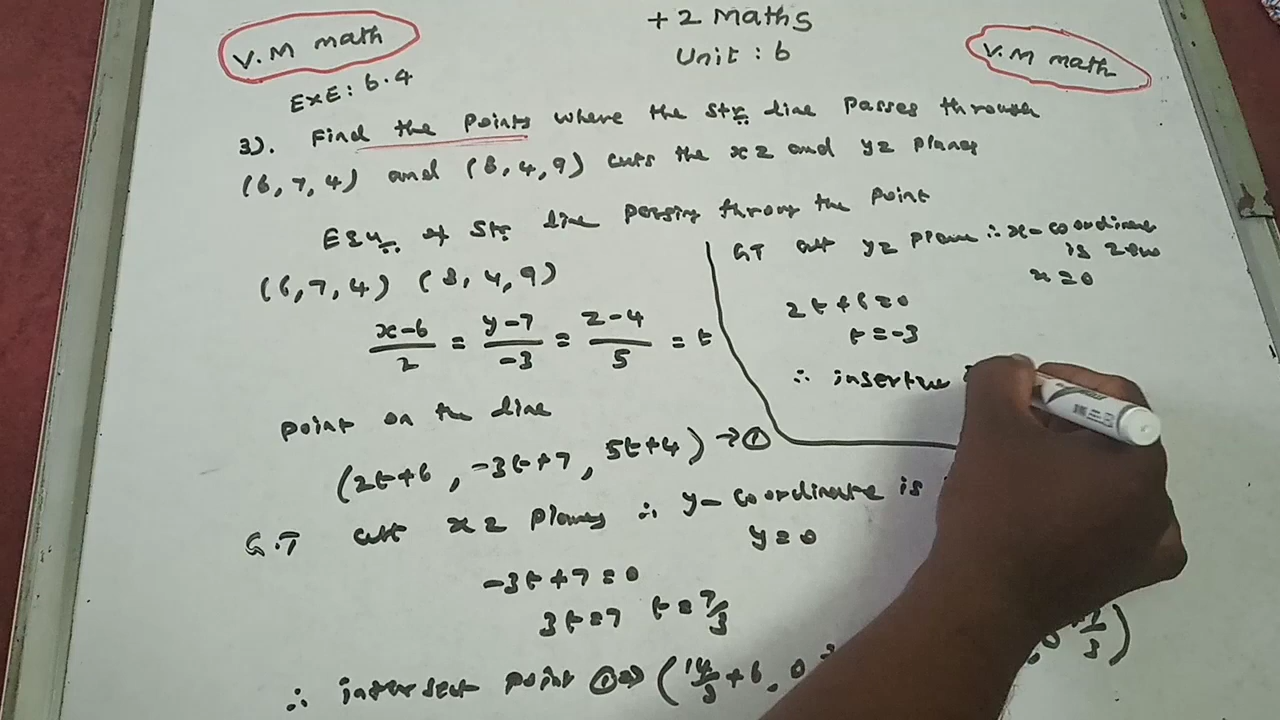 +2 Maths
V.M math
Unit : 6
V.M math
EXE: 6.4
3). Find the points where the str. line passes through
(6, 7, 4) and (8, 4, 9) cuts the xz and yz planes
Equ. of Str. line passing through the point
(6, 7, 4) (8, 4, 9)
x-6/2 = y-7/-3 = z-4/5 = t
point on the line
(2t+6, -3t+7, 5t+4) → ①
G.T cut xz planes ∴ y-coordinate is
y=0
-3t+7=0
3t=7 t=7/3
∴ intersect point ①⇒ (14/3+6, 0
GT cut yz plane ∴ x-coordinate
is zero
x=0
2t+6=0
t=-3
∴